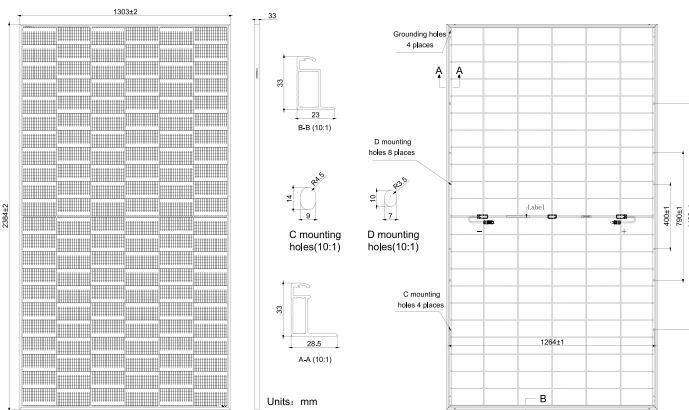 1303±2
2384±2
33
33
23
B-B (10:1)
14
R4.5
9
10
R3.5
7
C mounting
holes(10:1)
D mounting
holes(10:1)
33
28.5
A-A (10:1)
Units: mm
Grounding holes
4 places
A
A
D mounting
holes 8 places
Label
−
+
C mounting
holes 4 places
1264±1
B
400±1
790±1